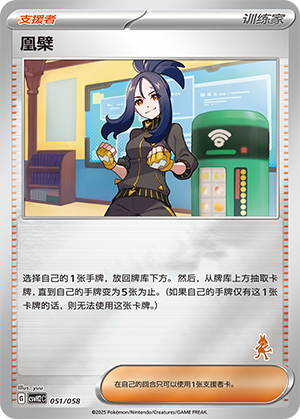 支援者 训练家
凰檗
选择自己的1张手牌，放回牌库下方。然后，从牌库上方抽取卡
牌，直到自己的手牌变为5张为止。（如果自己的手牌仅有这1张
卡牌的话，则无法使用这张卡牌。）
Illus. yuu
G CSVH2C 051/058
在自己的回合只可以使用1张支援者卡。
©2025 Pokémon/Nintendo/Creatures/GAME FREAK.